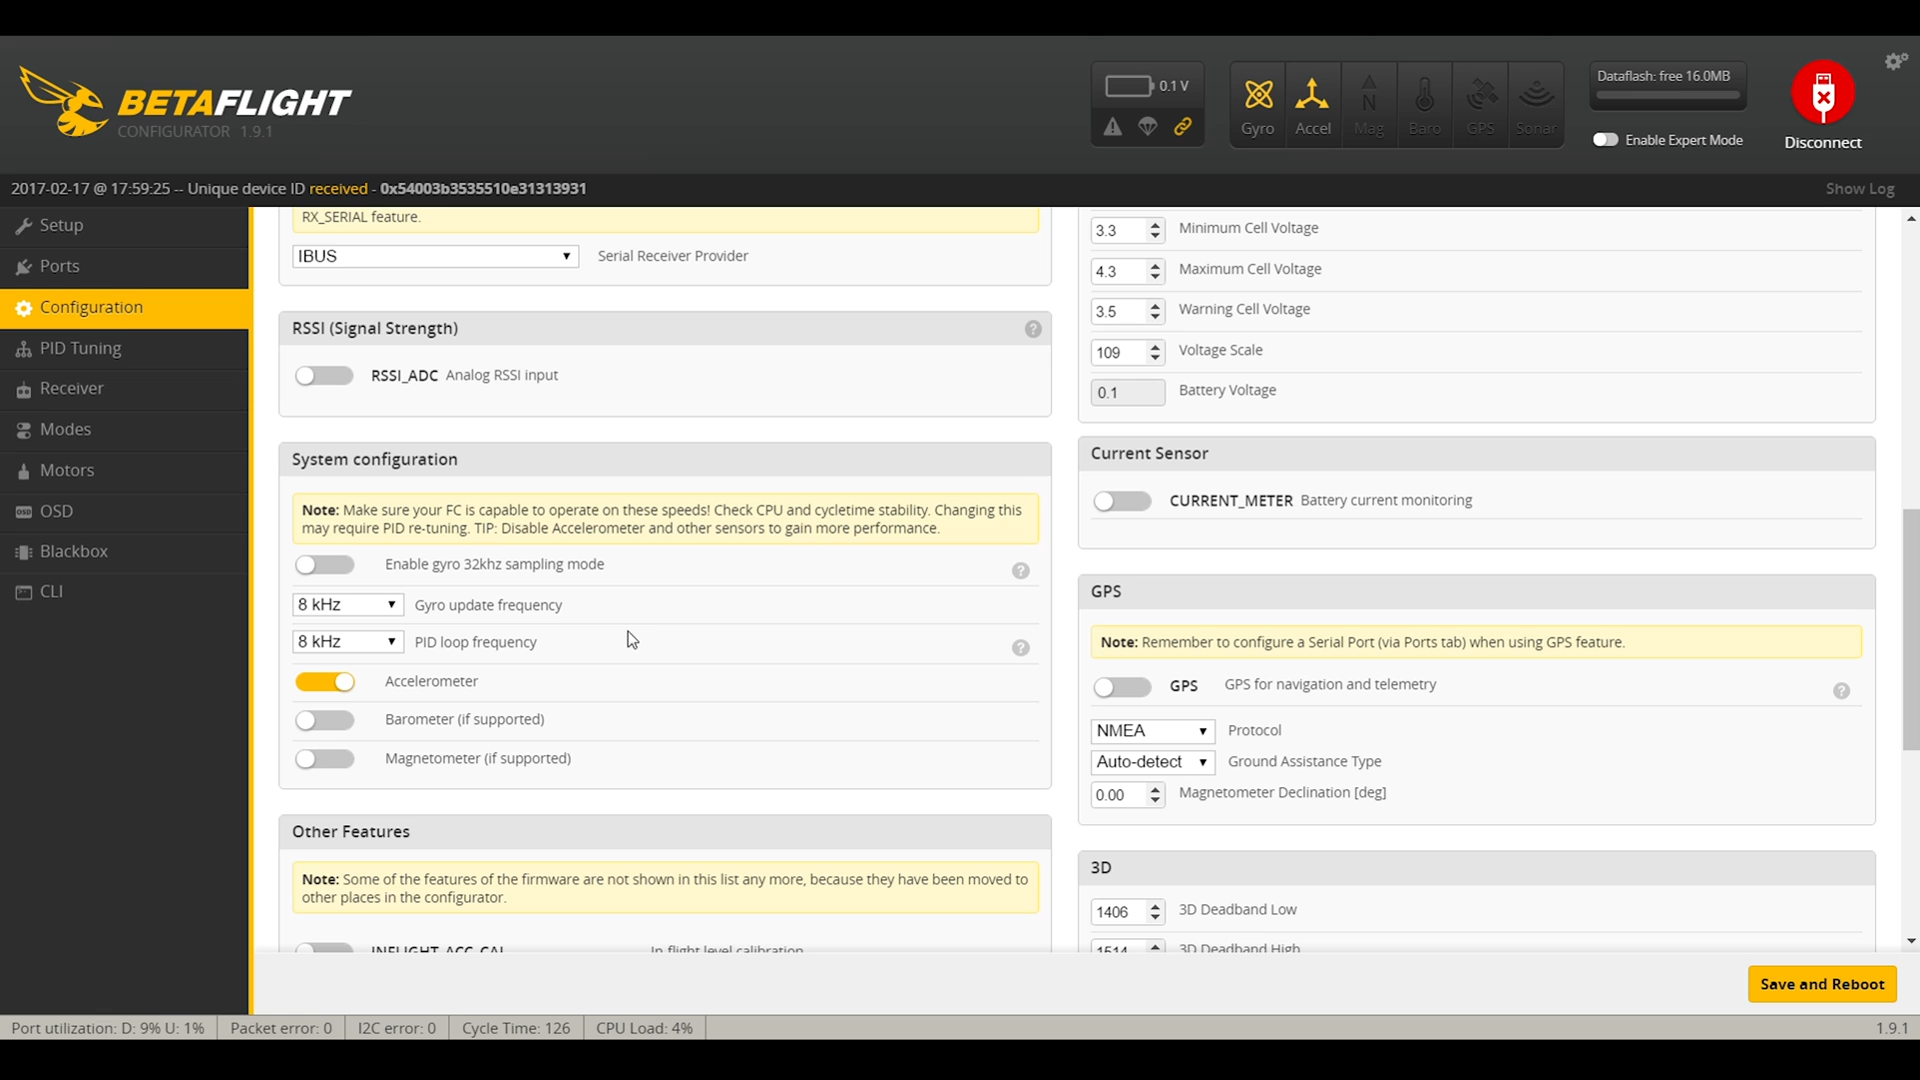 BETAFLIGHT
CONFIGURATOR 1.9.1
0.1 V
Gyro
Accel
Mag
Baro
GPS
Sonar
Dataflash: free 16.0MB
Enable Expert Mode
Disconnect
2017-02-17 @ 17:59:25 -- Unique device ID received - 0x54003b3535510e31313931
Show Log
Setup
Ports
Configuration
PID Tuning
Receiver
Modes
Motors
OSD
Blackbox
CLI
RX_SERIAL feature.
IBUS
Serial Receiver Provider
RSSI (Signal Strength)
RSSI_ADC Analog RSSI input
System configuration
Note: Make sure your FC is capable to operate on these speeds! Check CPU and cycletime stability. Changing this
may require PID re-tuning. TIP: Disable Accelerometer and other sensors to gain more performance.
Enable gyro 32khz sampling mode
8 kHz Gyro update frequency
8 kHz PID loop frequency
Accelerometer
Barometer (if supported)
Magnetometer (if supported)
Other Features
Note: Some of the features of the firmware are not shown in this list any more, because they have been moved to
other places in the configurator.
INFLIGHT_ACC_CAL In-flight level calibration
3.3 Minimum Cell Voltage
4.3 Maximum Cell Voltage
3.5 Warning Cell Voltage
109 Voltage Scale
0.1 Battery Voltage
Current Sensor
CURRENT_METER Battery current monitoring
GPS
Note: Remember to configure a Serial Port (via Ports tab) when using GPS feature.
GPS GPS for navigation and telemetry
NMEA Protocol
Auto-detect Ground Assistance Type
0.00 Magnetometer Declination [deg]
3D
1406 3D Deadband Low
1514 3D Deadband High
Save and Reboot
Port utilization: D: 9% U: 1%
Packet error: 0
I2C error: 0
Cycle Time: 126
CPU Load: 4%
1.9.1